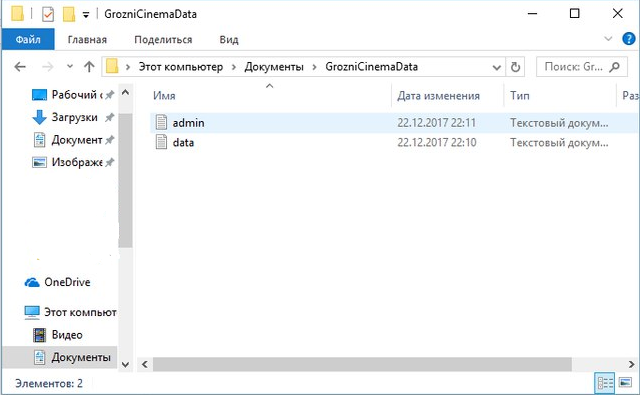 GrozniCinemaData
Файл Главная Поделиться Вид
Этот компьютер Документы GrozniCinemaData Поиск: Gr...
Имя Дата изменения Тип Раз
Рабочий с
Загрузки
Докумен
Изображе
admin 22.12.2017 22:11 Текстовый докум...
data 22.12.2017 22:10 Текстовый докум...
OneDrive
Этот компьют
Видео
Документы
Элементов: 2